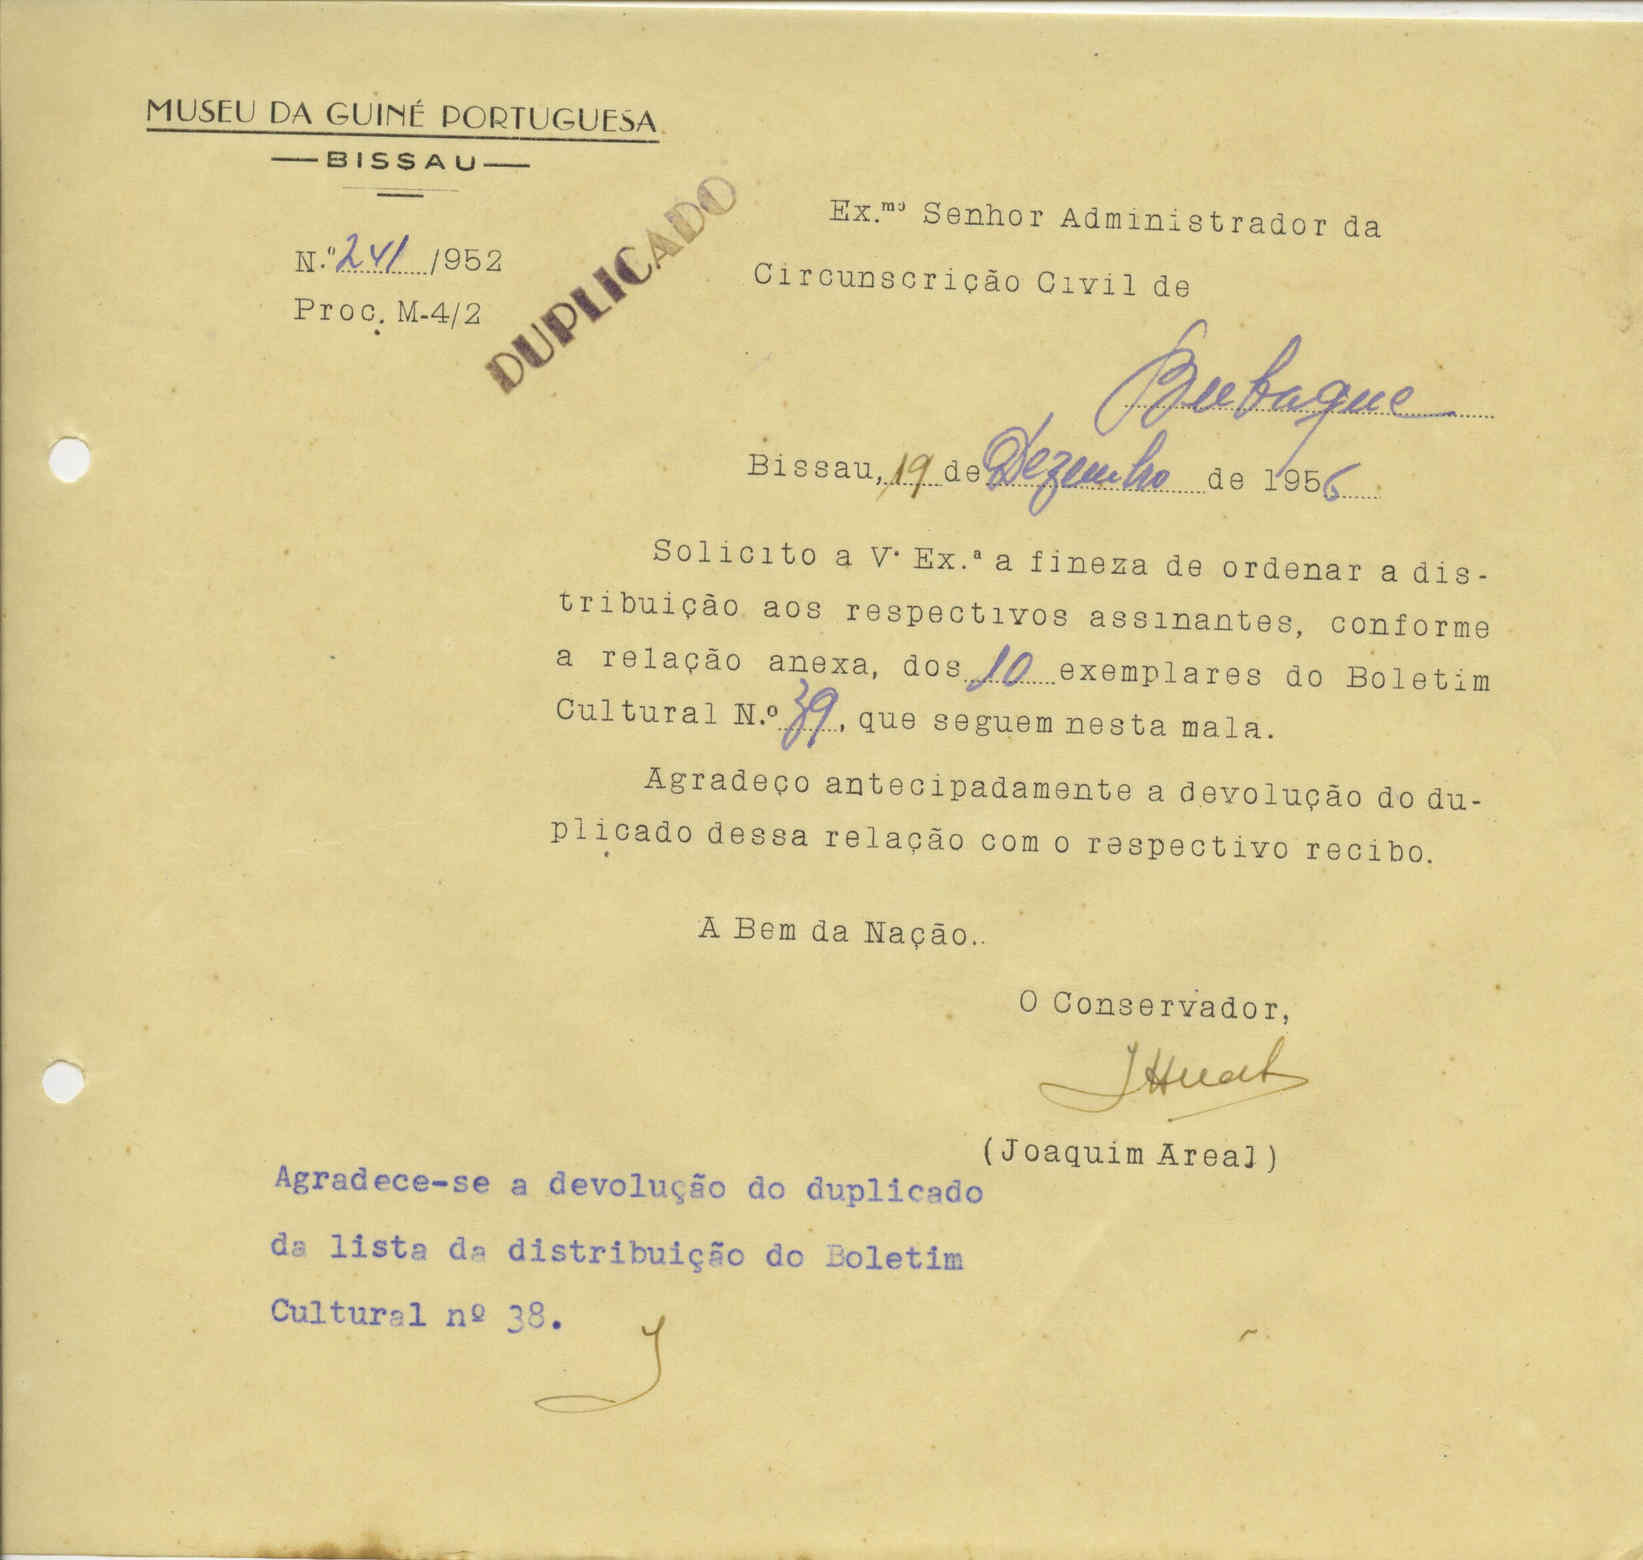 MUSEU DA GUINÉ PORTUGUESA
—BISSAU—
DUPLICADO
N.º 241 /952
Proc. M-4/2
Ex.mo Senhor Administrador da
Circunscrição Civil de
Bubaque
Bissau, 19 de Dezembro de 1956
Solicito a V. Ex.ª a fineza de ordenar a dis-
tribuição aos respectivos assinantes, conforme
a relação anexa, dos 10 exemplares do Boletim
Cultural N.º 39, que seguem nesta mala.
Agradeço antecipadamente a devolução do du-
plicado dessa relação com o respectivo recibo.
A Bem da Nação.
O Conservador,
(Joaquim Areal)
Agradece-se a devolução do duplicado
da lista da distribuição do Boletim
Cultural nº 38.